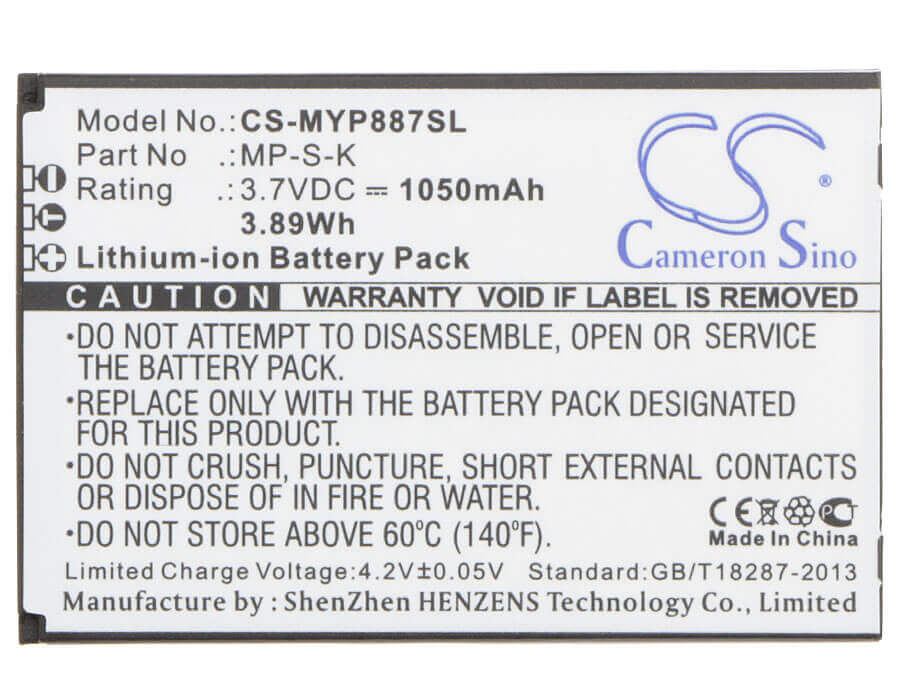 Model No.: CS-MYP887SL
Part No .: MP-S-K
Rating .: 3.7VDC ⎓ 1050mAh
3.89Wh
Lithium-ion Battery Pack
CS
®
Cameron Sino
CAUTION WARRANTY VOID IF LABEL IS REMOVED
•DO NOT ATTEMPT TO DISASSEMBLE, OPEN OR SERVICE
THE BATTERY PACK.
•REPLACE ONLY WITH THE BATTERY PACK DESIGNATED
FOR THIS MODEL.
•DO NOT CRUSH, PUNCTURE, SHORT EXTERNAL CONTACTS
OR DISPOSE OF IN FIRE OR WATER.
•DO NOT STORE ABOVE 60°C (140°F).
CE PCT
Made In China
Limited Charge Voltage:4.2V±0.05V Standard:GB/T18287-2013
Manufacture by : ShenZhen HENZENS Technology Co., Limited